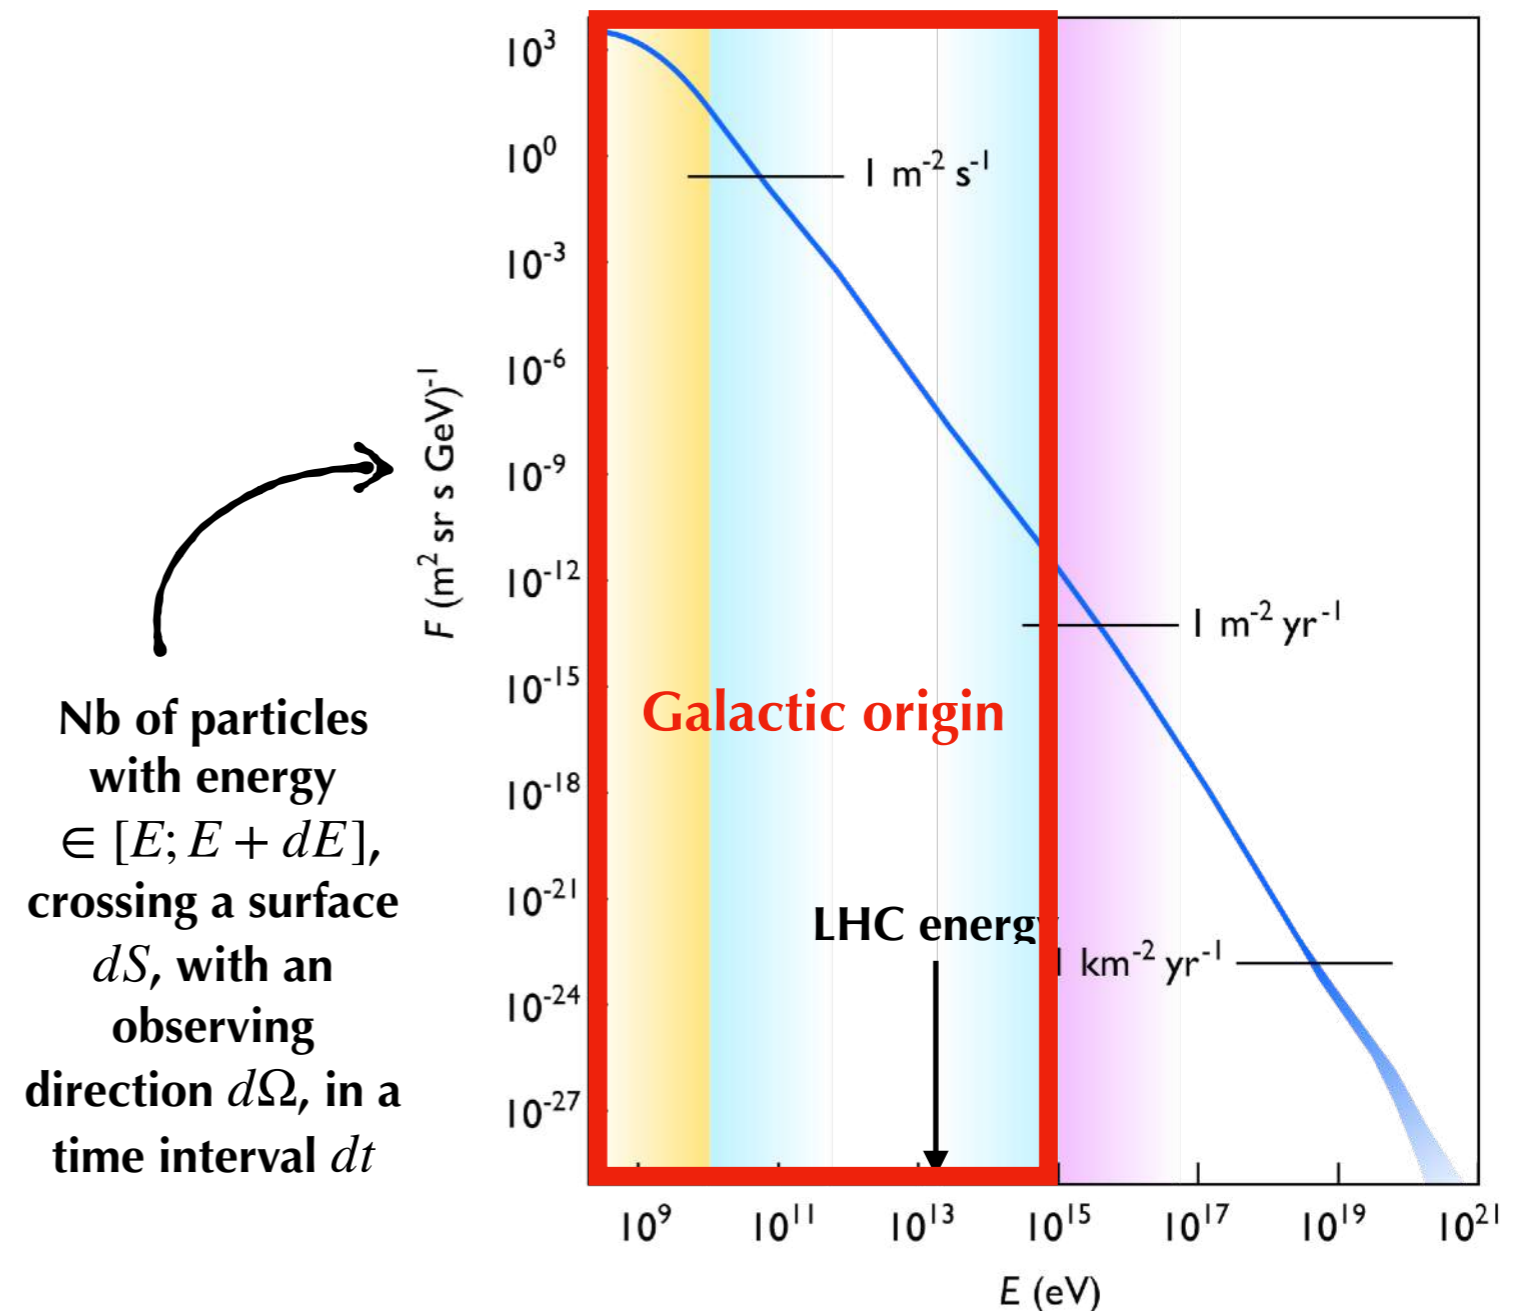 10³
10⁰
10⁻³
10⁻⁶
10⁻⁹
10⁻¹²
10⁻¹⁵
10⁻¹⁸
10⁻²¹
10⁻²⁴
10⁻²⁷
F (m² sr s GeV)⁻¹
1 m⁻² s⁻¹
1 m⁻² yr⁻¹
Galactic origin
LHC energy
1 km⁻² yr⁻¹
Nb of particles
with energy
∈ [E; E + dE],
crossing a surface
dS, with an
observing
direction dΩ, in a
time interval dt
10⁹
10¹¹
10¹³
10¹⁵
10¹⁷
10¹⁹
10²¹
E (eV)